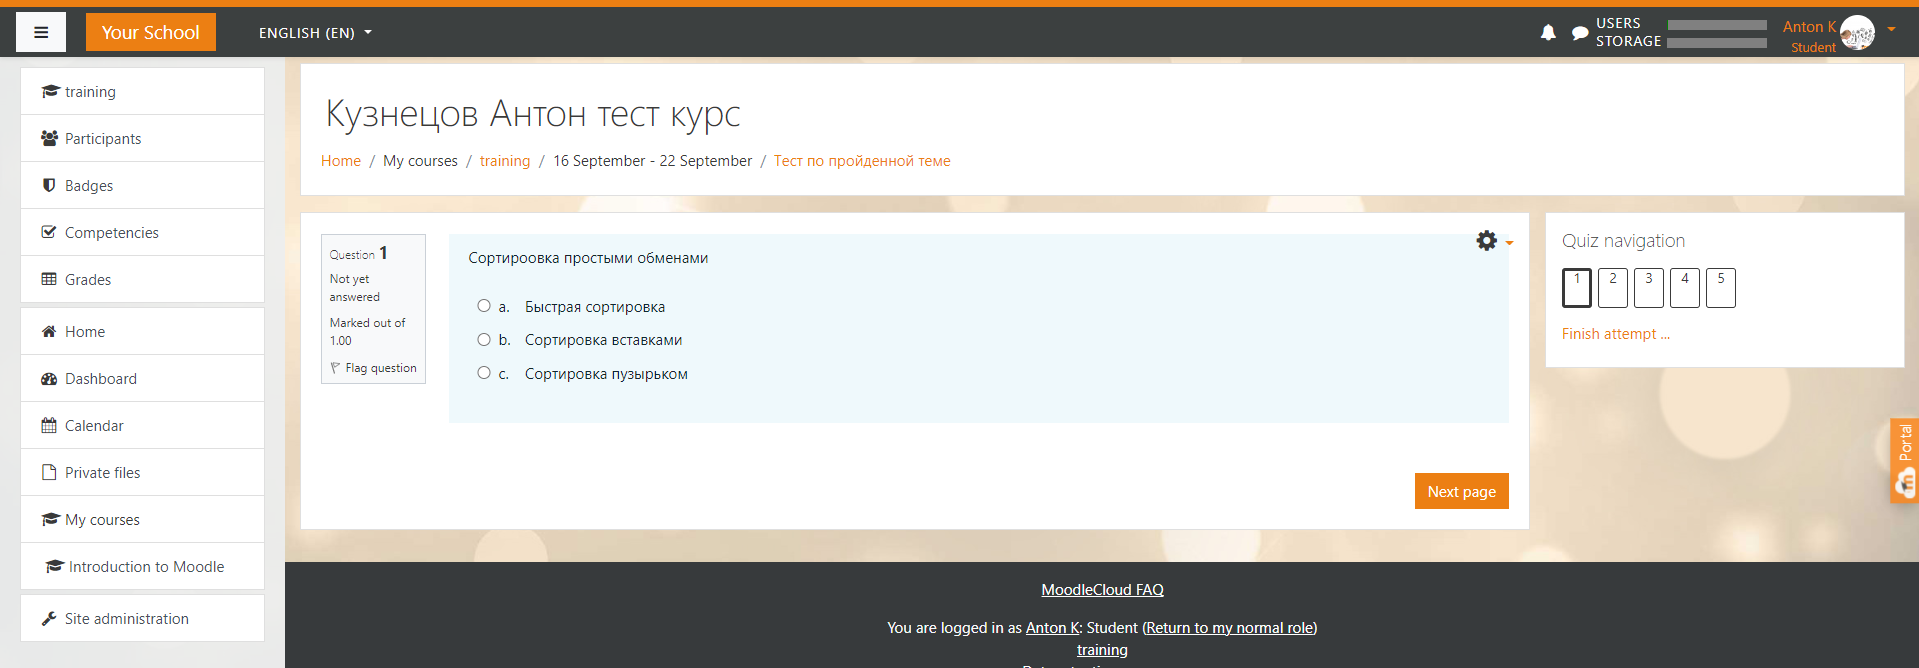 Your School
ENGLISH (EN)
USERS
STORAGE
Anton K
Student
training
Participants
Badges
Competencies
Grades
Home
Dashboard
Calendar
Private files
My courses
Introduction to Moodle
Site administration
Кузнецов Антон тест курс
Home / My courses / training / 16 September - 22 September / Тест по пройденной теме
Question 1
Not yet
answered
Marked out of
1.00
Flag question
Сортироовка простыми обменами
a. Быстрая сортировка
b. Сортировка вставками
c. Сортировка пузырьком
Next page
Quiz navigation
1 2 3 4 5
Finish attempt ...
Portal
MoodleCloud FAQ
You are logged in as Anton K: Student (Return to my normal role)
training